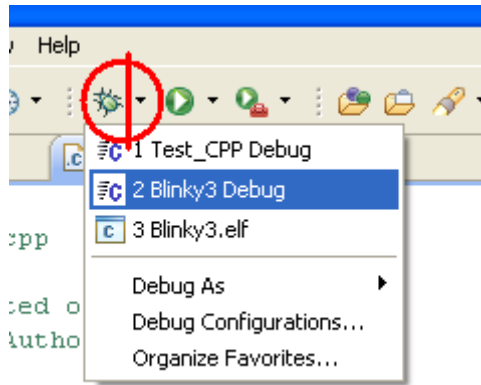 Help
.c
1 Test_CPP Debug
2 Blinky3 Debug
3 Blinky3.elf
cpp
Debug As
ted o
Debug Configurations...
Autho
Organize Favorites...